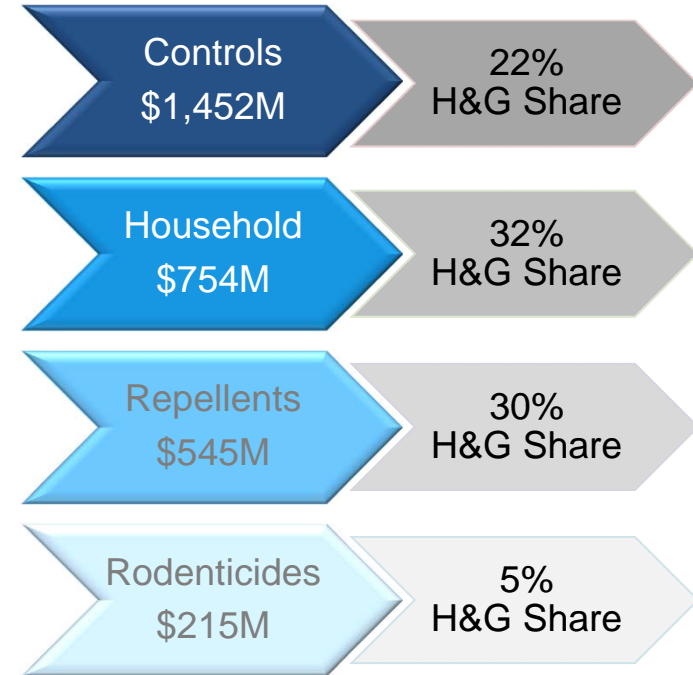 Controls
$1,452M
22%
H&G Share
Household
$754M
32%
H&G Share
Repellents
$545M
30%
H&G Share
Rodenticides
$215M
5%
H&G Share